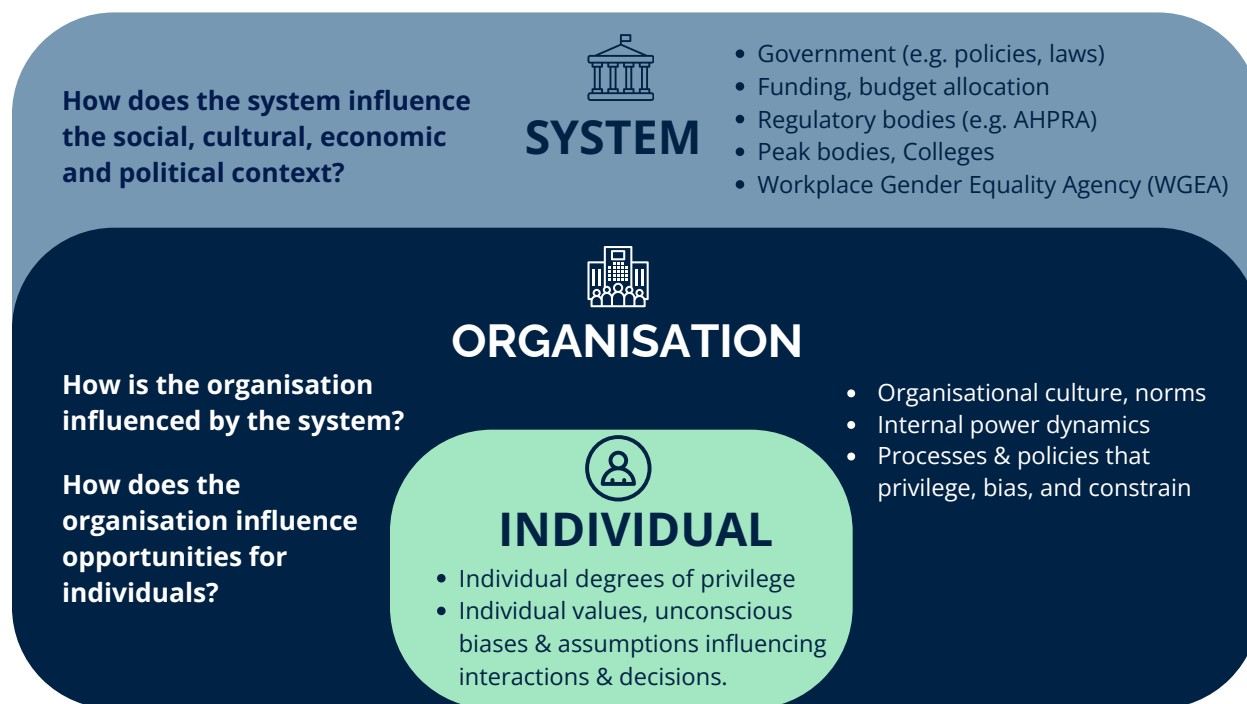 How does the system influence
the social, cultural, economic
and political context?
SYSTEM
• Government (e.g. policies, laws)
• Funding, budget allocation
• Regulatory bodies (e.g. AHPRA)
• Peak bodies, Colleges
• Workplace Gender Equality Agency (WGEA)
ORGANISATION
How is the organisation
influenced by the system?
How does the
organisation influence
opportunities for
individuals?
• Organisational culture, norms
• Internal power dynamics
• Processes & policies that
privilege, bias, and constrain
INDIVIDUAL
• Individual degrees of privilege
• Individual values, unconscious
biases & assumptions influencing
interactions & decisions.